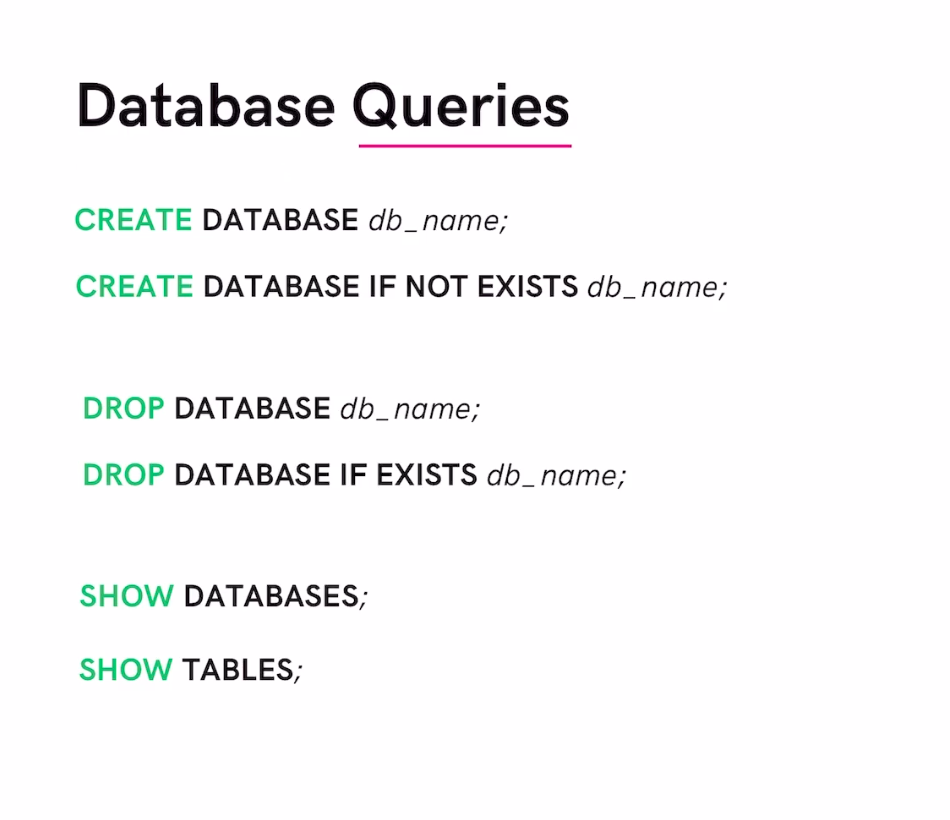 Database Queries
CREATE DATABASE db_name;
CREATE DATABASE IF NOT EXISTS db_name;
DROP DATABASE db_name;
DROP DATABASE IF EXISTS db_name;
SHOW DATABASES;
SHOW TABLES;